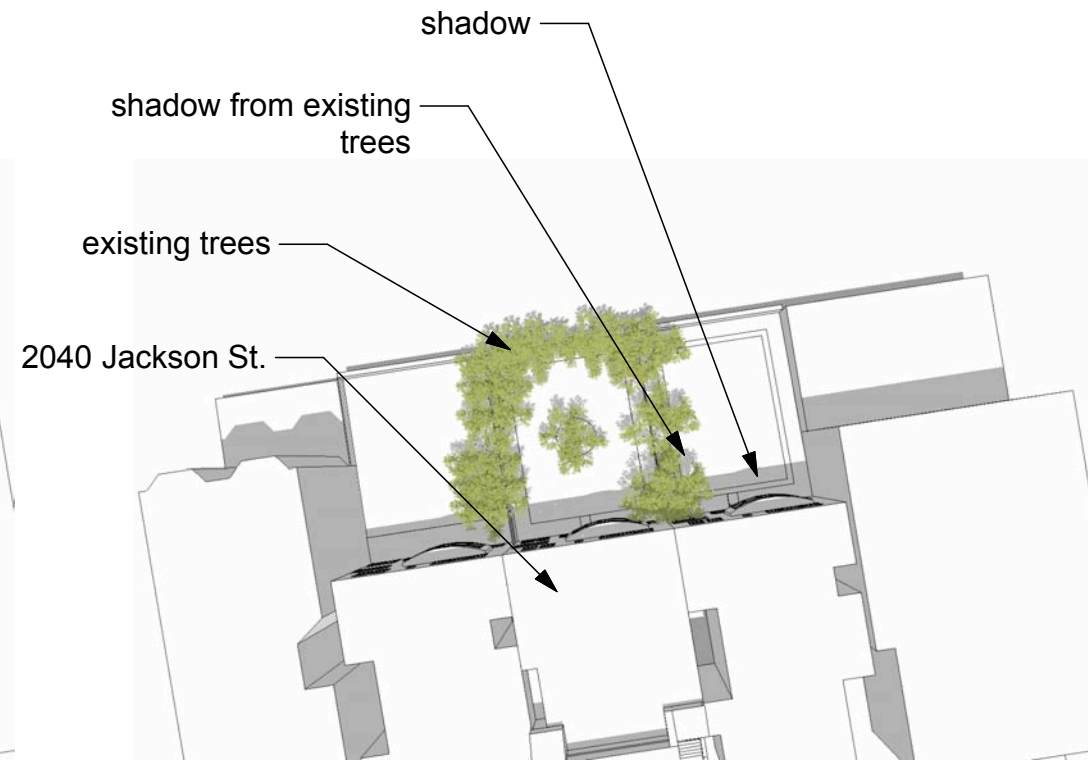 shadow
shadow from existing
trees
existing trees
2040 Jackson St.